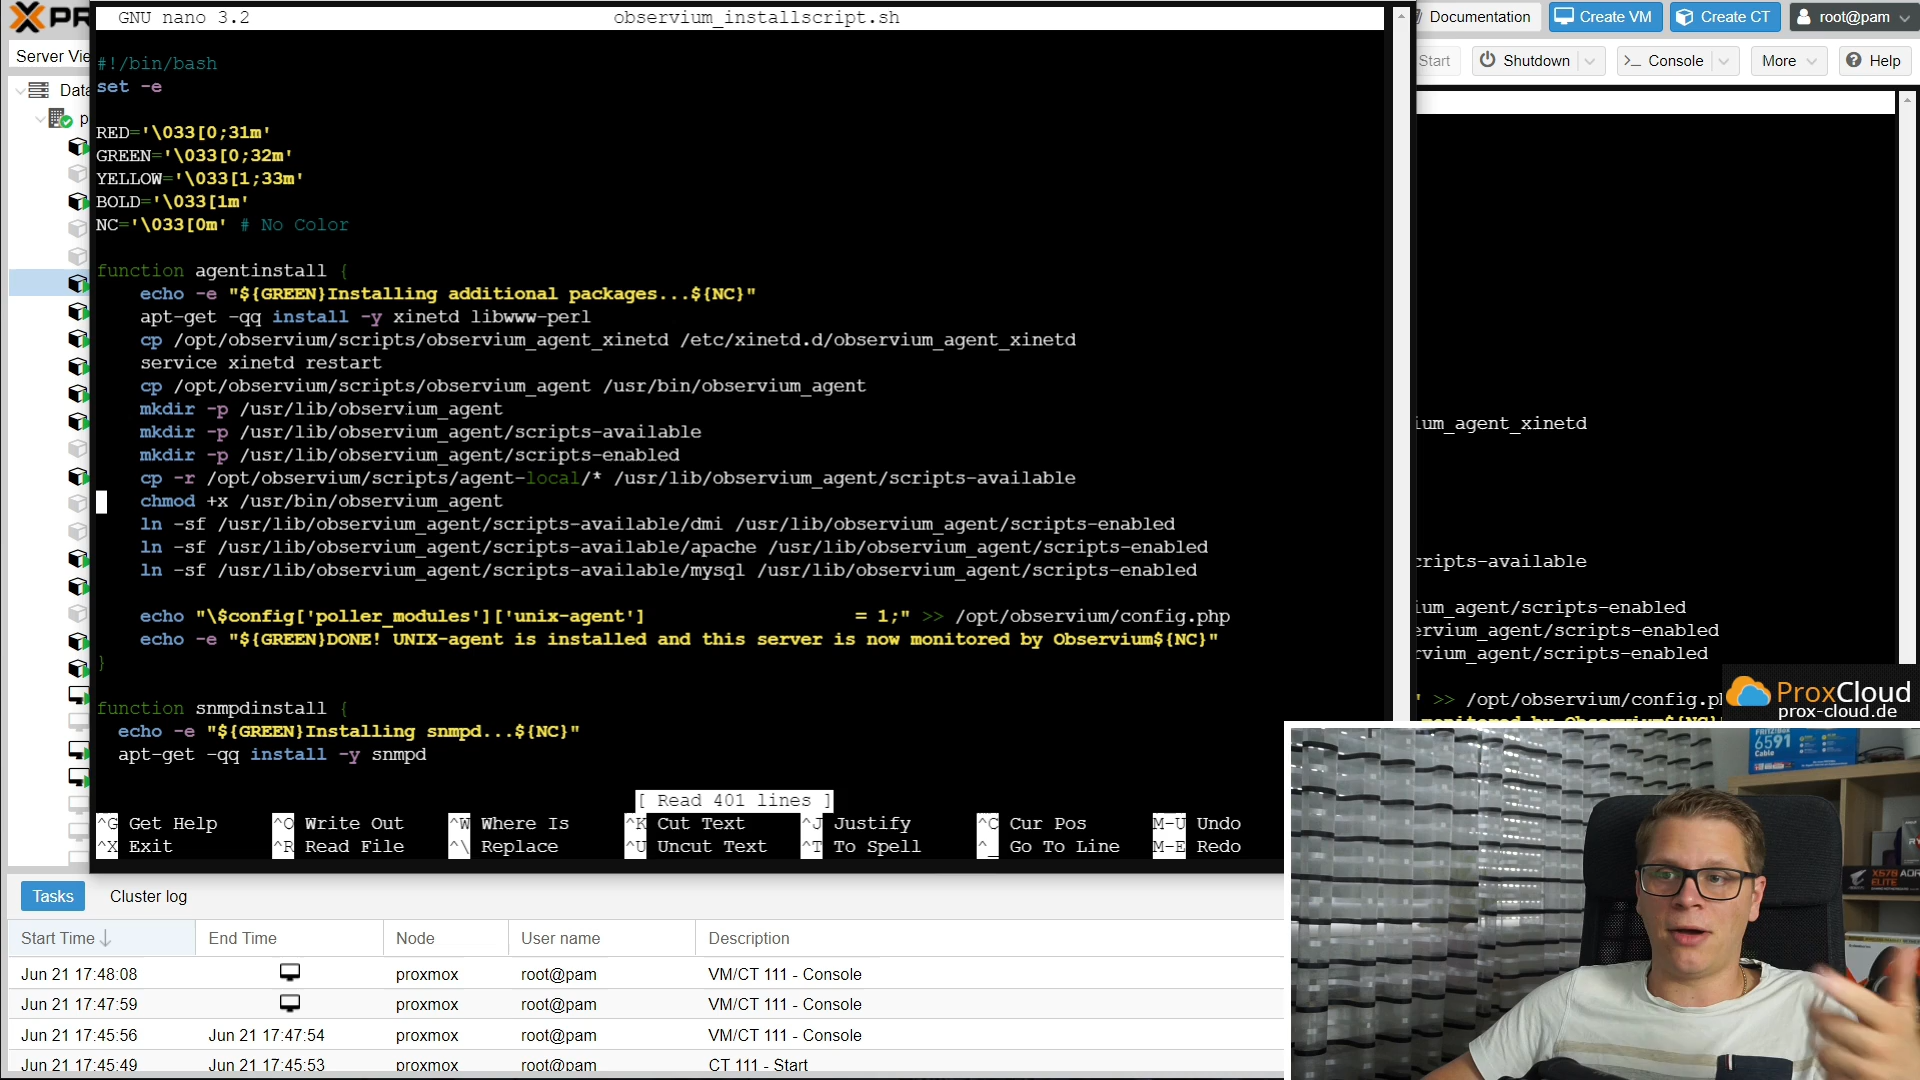 GNU nano 3.2 observium_installscript.sh
#!/bin/bash
set -e
RED='\033[0;31m'
GREEN='\033[0;32m'
YELLOW='\033[1;33m'
BOLD='\033[1m'
NC='\033[0m' # No Color
function agentinstall {
echo -e "${GREEN}Installing additional packages...${NC}"
apt-get -qq install -y xinetd libwww-perl
cp /opt/observium/scripts/observium_agent_xinetd /etc/xinetd.d/observium_agent_xinetd
service xinetd restart
cp /opt/observium/scripts/observium_agent /usr/bin/observium_agent
mkdir -p /usr/lib/observium_agent
mkdir -p /usr/lib/observium_agent/scripts-available
mkdir -p /usr/lib/observium_agent/scripts-enabled
cp -r /opt/observium/scripts/agent-local/* /usr/lib/observium_agent/scripts-available
chmod +x /usr/bin/observium_agent
ln -sf /usr/lib/observium_agent/scripts-available/dmi /usr/lib/observium_agent/scripts-enabled
ln -sf /usr/lib/observium_agent/scripts-available/apache /usr/lib/observium_agent/scripts-enabled
ln -sf /usr/lib/observium_agent/scripts-available/mysql /usr/lib/observium_agent/scripts-enabled
echo "\$config['poller_modules']['unix-agent'] = 1;" >> /opt/observium/config.php
echo -e "${GREEN}DONE! UNIX-agent is installed and this server is now monitored by Observium${NC}"
}
function snmpdinstall {
echo -e "${GREEN}Installing snmpd...${NC}"
apt-get -qq install -y snmpd
[ Read 401 lines ]
^G Get Help ^O Write Out ^W Where Is ^K Cut Text ^J Justify ^C Cur Pos M-U Undo
^X Exit ^R Read File ^\ Replace ^U Uncut Text ^T To Spell ^_ Go To Line M-E Redo
XPR
Server Vie
Data
p
Documentation Create VM Create CT root@pam
Start Shutdown Console More Help
ium_agent_xinetd
cripts-available
ium_agent/scripts-enabled
ervium_agent/scripts-enabled
rvium_agent/scripts-enabled
" >> /opt/observium/config.p
monitored by Observium${NC}
ProxCloud
prox-cloud.de
FRITZ!Box
6591
Cable
X570 AOR
ELITE
RY
Tasks Cluster log
Start Time End Time Node User name Description
Jun 21 17:48:08 proxmox root@pam VM/CT 111 - Console
Jun 21 17:47:59 proxmox root@pam VM/CT 111 - Console
Jun 21 17:45:56 Jun 21 17:47:54 proxmox root@pam VM/CT 111 - Console
Jun 21 17:45:49 Jun 21 17:45:53 proxmox root@pam CT 111 - Start